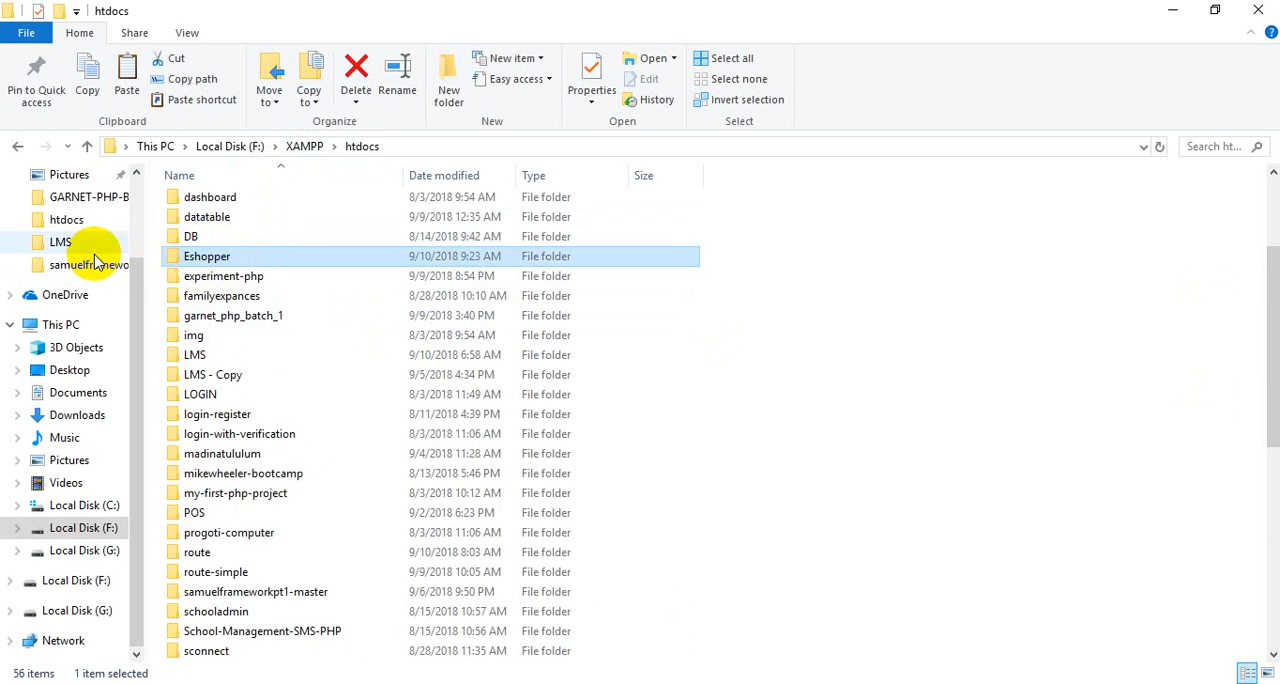 htdocs
File Home Share View
Pin to Quick access
Copy
Paste
Cut
Copy path
Paste shortcut
Clipboard
Move to
Copy to
Delete
Rename
Organize
New folder
New item
Easy access
New
Properties
Open
Edit
History
Open
Select all
Select none
Invert selection
Select
This PC > Local Disk (F:) > XAMPP > htdocs
Search ht...
Pictures
GARNET-PHP-B
htdocs
LMS
samuelframewo
OneDrive
This PC
3D Objects
Desktop
Documents
Downloads
Music
Pictures
Videos
Local Disk (C:)
Local Disk (F:)
Local Disk (G:)
Local Disk (F:)
Local Disk (G:)
Network
Name Date modified Type Size
dashboard 8/3/2018 9:54 AM File folder
datatable 9/9/2018 12:35 AM File folder
DB 8/14/2018 9:42 AM File folder
Eshopper 9/10/2018 9:23 AM File folder
experiment-php 9/9/2018 8:54 PM File folder
familyexpances 8/28/2018 10:10 AM File folder
garnet_php_batch_1 9/9/2018 3:40 PM File folder
img 8/3/2018 9:54 AM File folder
LMS 9/10/2018 6:58 AM File folder
LMS - Copy 9/5/2018 4:34 PM File folder
LOGIN 8/3/2018 11:49 AM File folder
login-register 8/11/2018 4:39 PM File folder
login-with-verification 8/3/2018 11:06 AM File folder
madinatululum 9/4/2018 11:28 AM File folder
mikewheeler-bootcamp 8/13/2018 5:46 PM File folder
my-first-php-project 8/3/2018 10:12 AM File folder
POS 9/2/2018 6:23 PM File folder
progoti-computer 8/3/2018 11:06 AM File folder
route 9/10/2018 8:03 AM File folder
route-simple 9/9/2018 10:05 AM File folder
samuelframeworkpt1-master 9/6/2018 9:50 PM File folder
schooladmin 8/15/2018 10:57 AM File folder
School-Management-SMS-PHP 8/15/2018 10:56 AM File folder
sconnect 8/28/2018 11:35 AM File folder
56 items 1 item selected